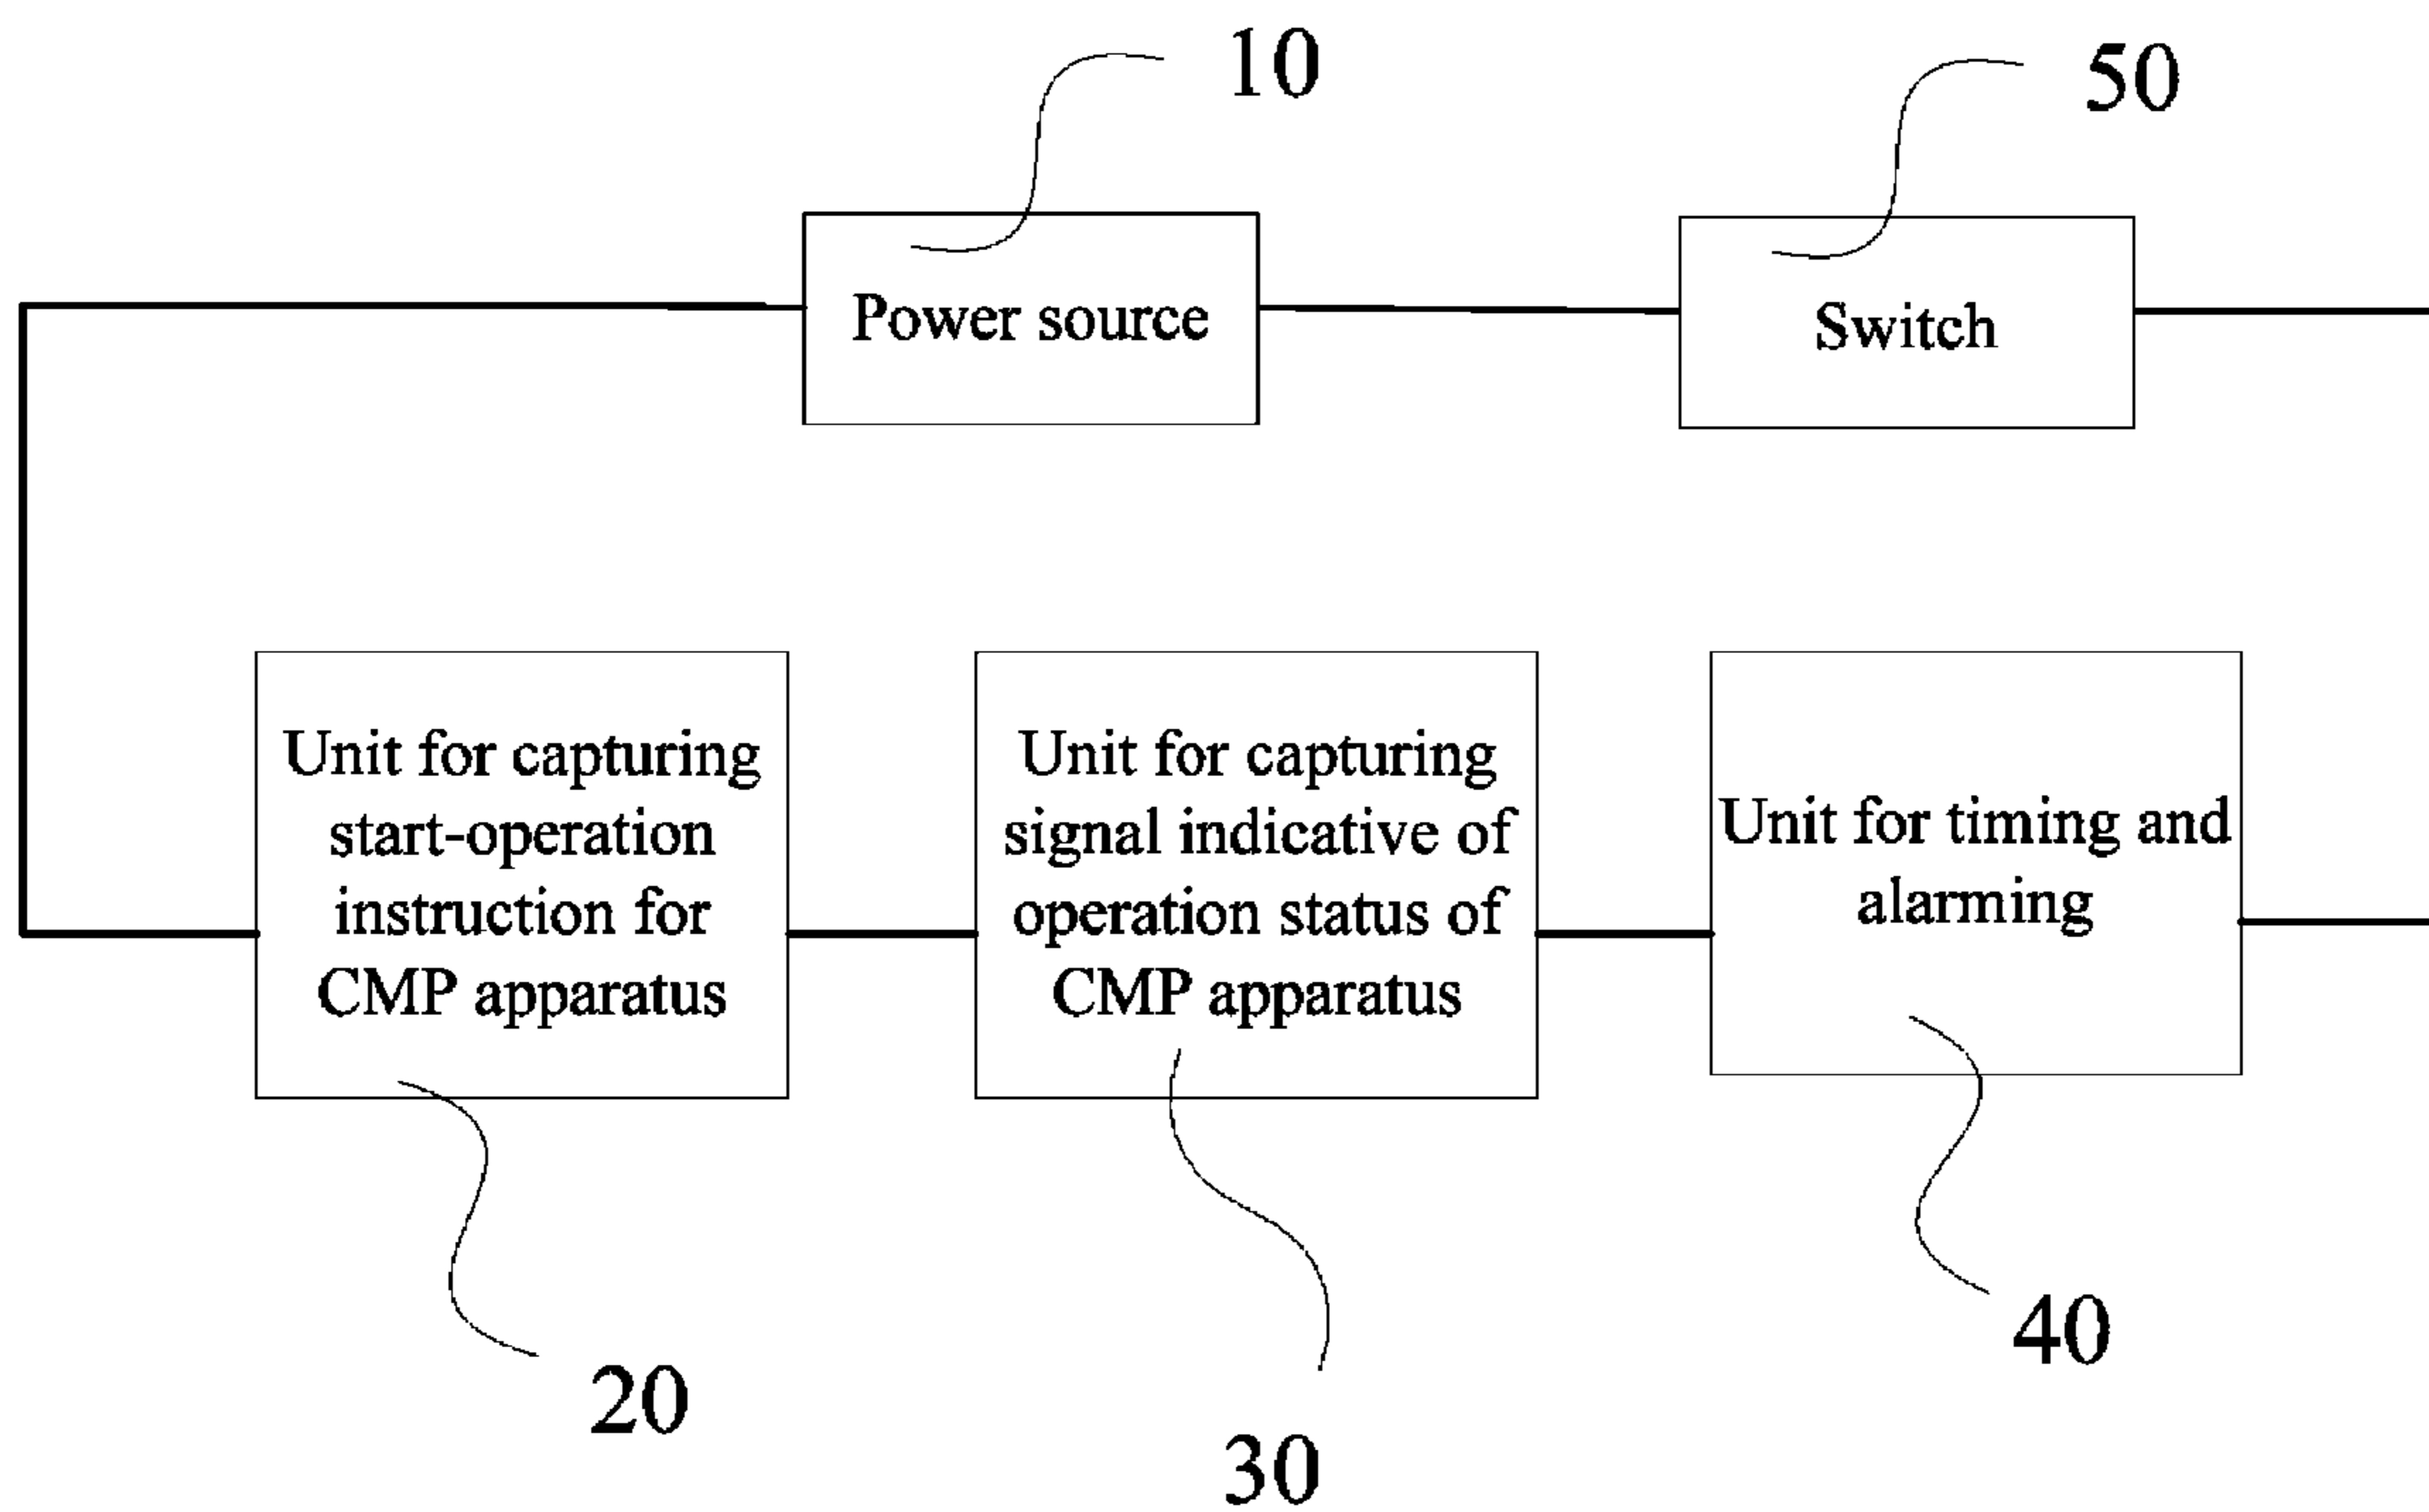 10
50
Power source
Switch
Unit for capturing
start-operation
instruction for
CMP apparatus
Unit for capturing
signal indicative of
operation status of
CMP apparatus
Unit for timing and
alarming
20
30
40